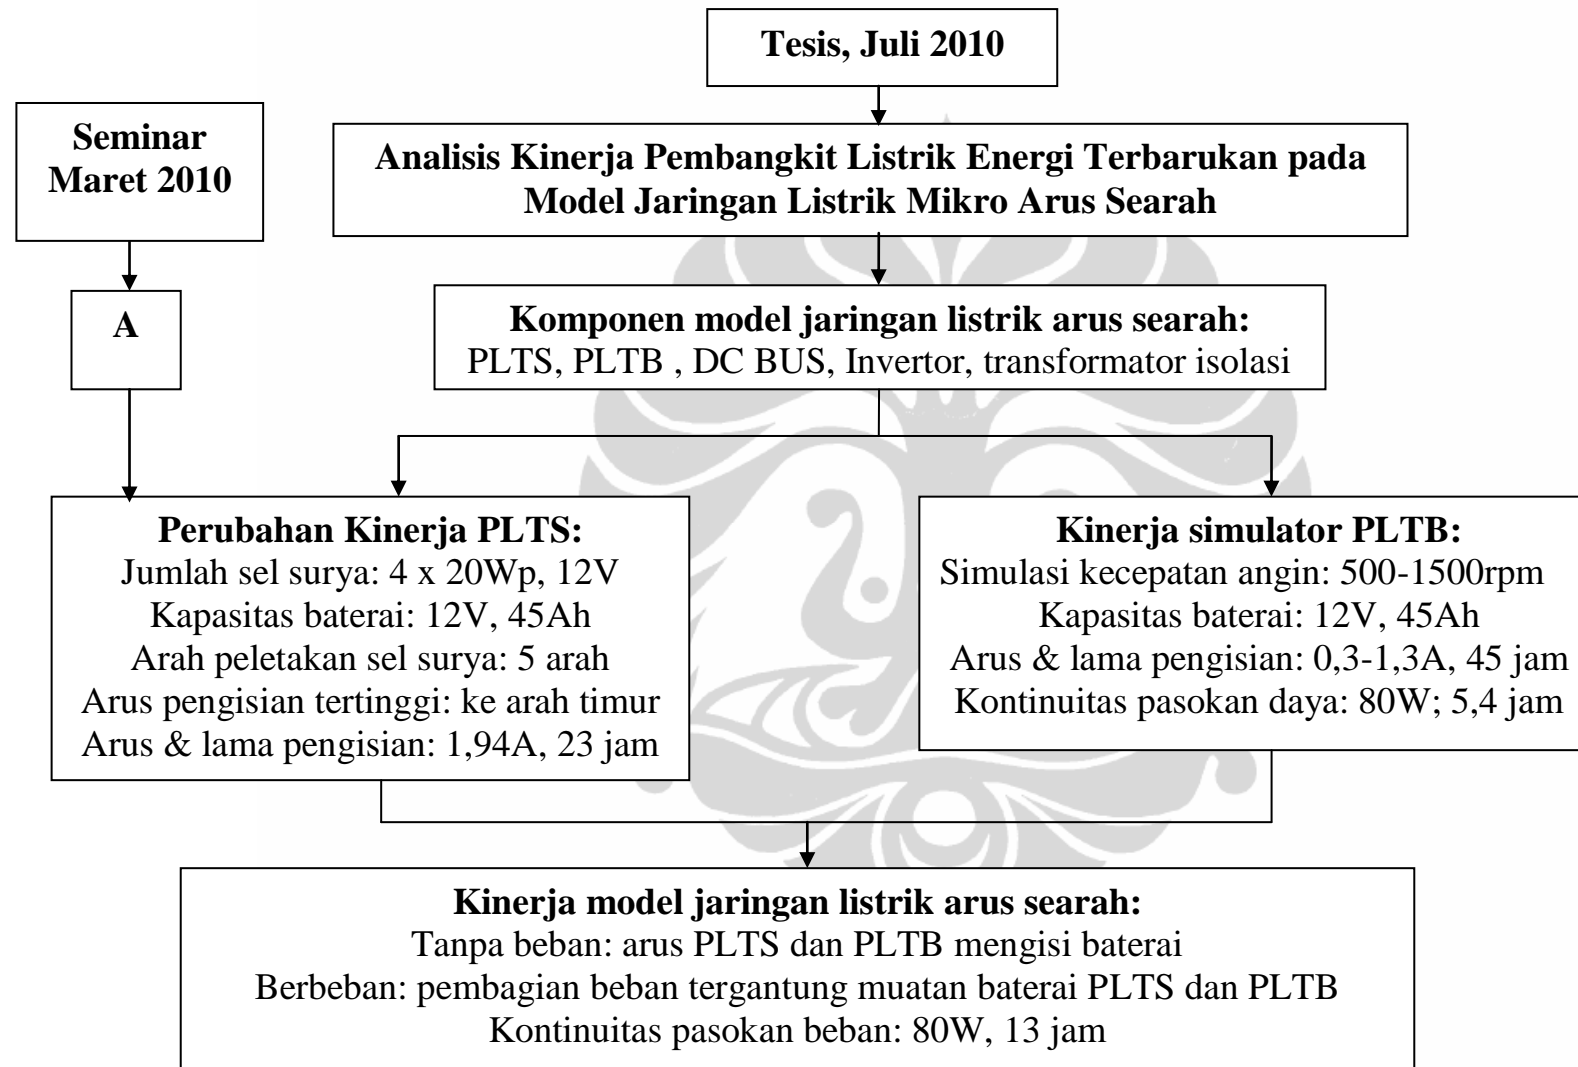 Tesis, Juli 2010
Seminar
Maret 2010
Analisis Kinerja Pembangkit Listrik Energi Terbarukan pada
Model Jaringan Listrik Mikro Arus Searah
A
Komponen model jaringan listrik arus searah:
PLTS, PLTB , DC BUS, Invertor, transformator isolasi
Perubahan Kinerja PLTS:
Jumlah sel surya: 4 x 20Wp, 12V
Kapasitas baterai: 12V, 45Ah
Arah peletakan sel surya: 5 arah
Arus pengisian tertinggi: ke arah timur
Arus & lama pengisian: 1,94A, 23 jam
Kinerja simulator PLTB:
Simulasi kecepatan angin: 500-1500rpm
Kapasitas baterai: 12V, 45Ah
Arus & lama pengisian: 0,3-1,3A, 45 jam
Kontinuitas pasokan daya: 80W; 5,4 jam
Kinerja model jaringan listrik arus searah:
Tanpa beban: arus PLTS dan PLTB mengisi baterai
Berbeban: pembagian beban tergantung muatan baterai PLTS dan PLTB
Kontinuitas pasokan beban: 80W, 13 jam